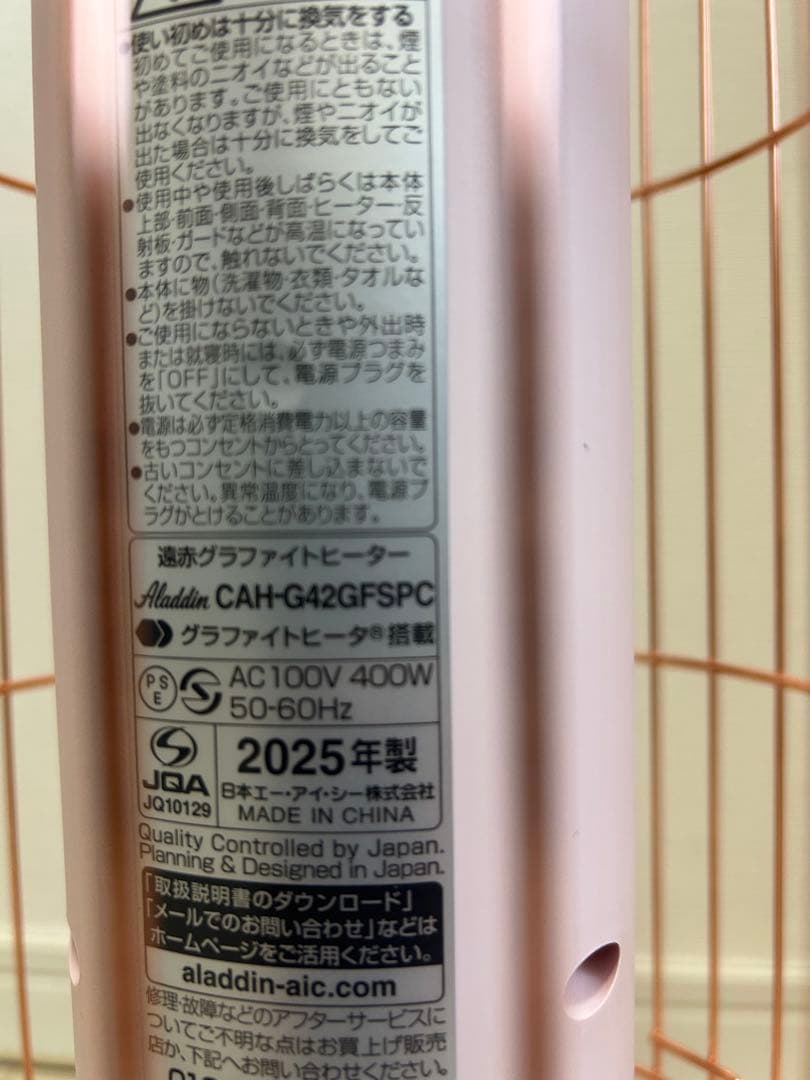 使い初めは十分に換気をする
初めてご使用になるときは、煙
や塗料のニオイなどが出ること
があります。ご使用にともない
出なくなりますが、煙やニオイが
出た場合は十分に換気をしてご
使用ください。
●使用中や使用後しばらくは本体
上部・前面・側面・背面・ヒーター・反
射板・ガードなどが高温になってい
ますので、触れないでください。
●本体に物(洗濯物・衣類・タオルな
ど)を掛けないでください。
●ご使用にならないときや外出時
または就寝時には、必ず電源つまみ
を「OFF」にして、電源プラグを
抜いてください。
●電源は必ず定格消費電力以上の容量
をもつコンセントからとってください。
●古いコンセントに差し込まないで
ください。異常温度になり、電源プ
ラグがとけることがあります。
遠赤グラファイトヒーター
Aladdin CAH-G42GFSPC
グラファイトヒータ®搭載
PSE AC100V 400W
50-60Hz
JQA
JQ10129
2025年製
日本エー・アイ・シー株式会社
MADE IN CHINA
Quality Controlled by Japan.
Planning & Designed in Japan.
「取扱説明書のダウンロード」
「メールでのお問い合わせ」などは
ホームページをご活用ください。
aladdin-aic.com
修理・故障などのアフターサービスに
ついてご不明な点はお買上げ販売
店か、下記へお問い合わせください。